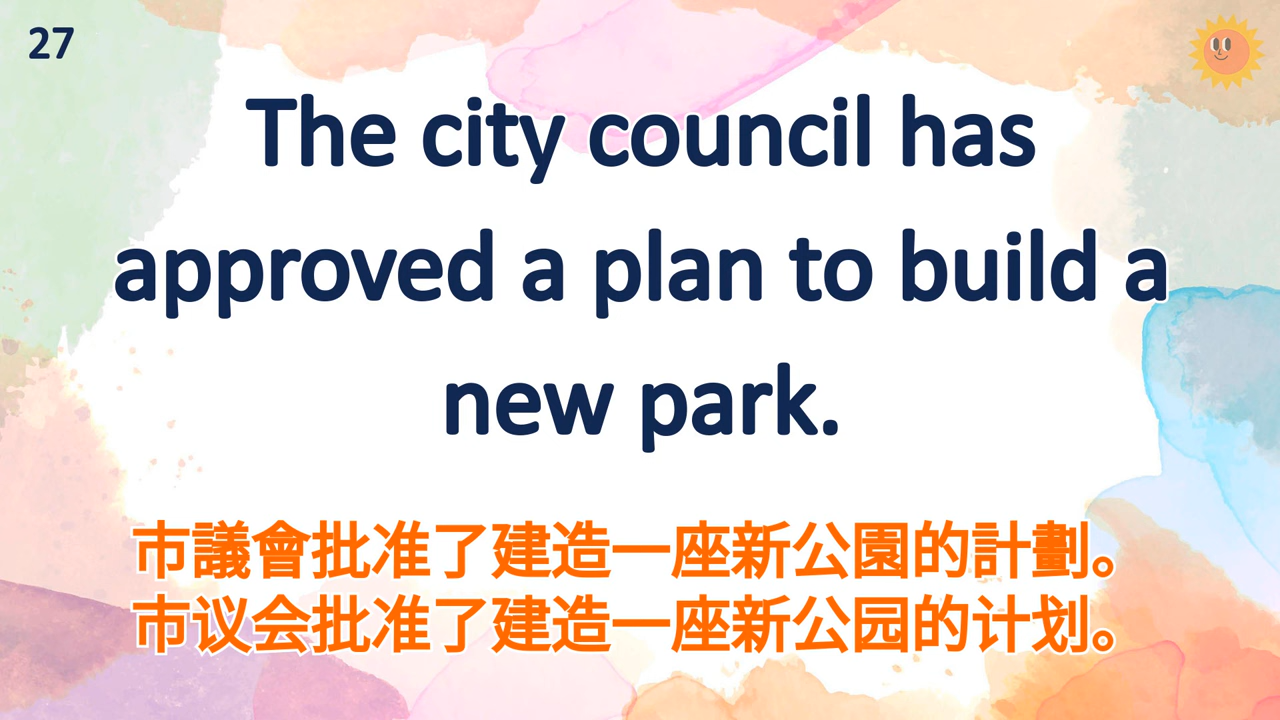 27
The city council has
approved a plan to build a
new park.
市議會批准了建造一座新公園的計劃。
市议会批准了建造一座新公园的计划。